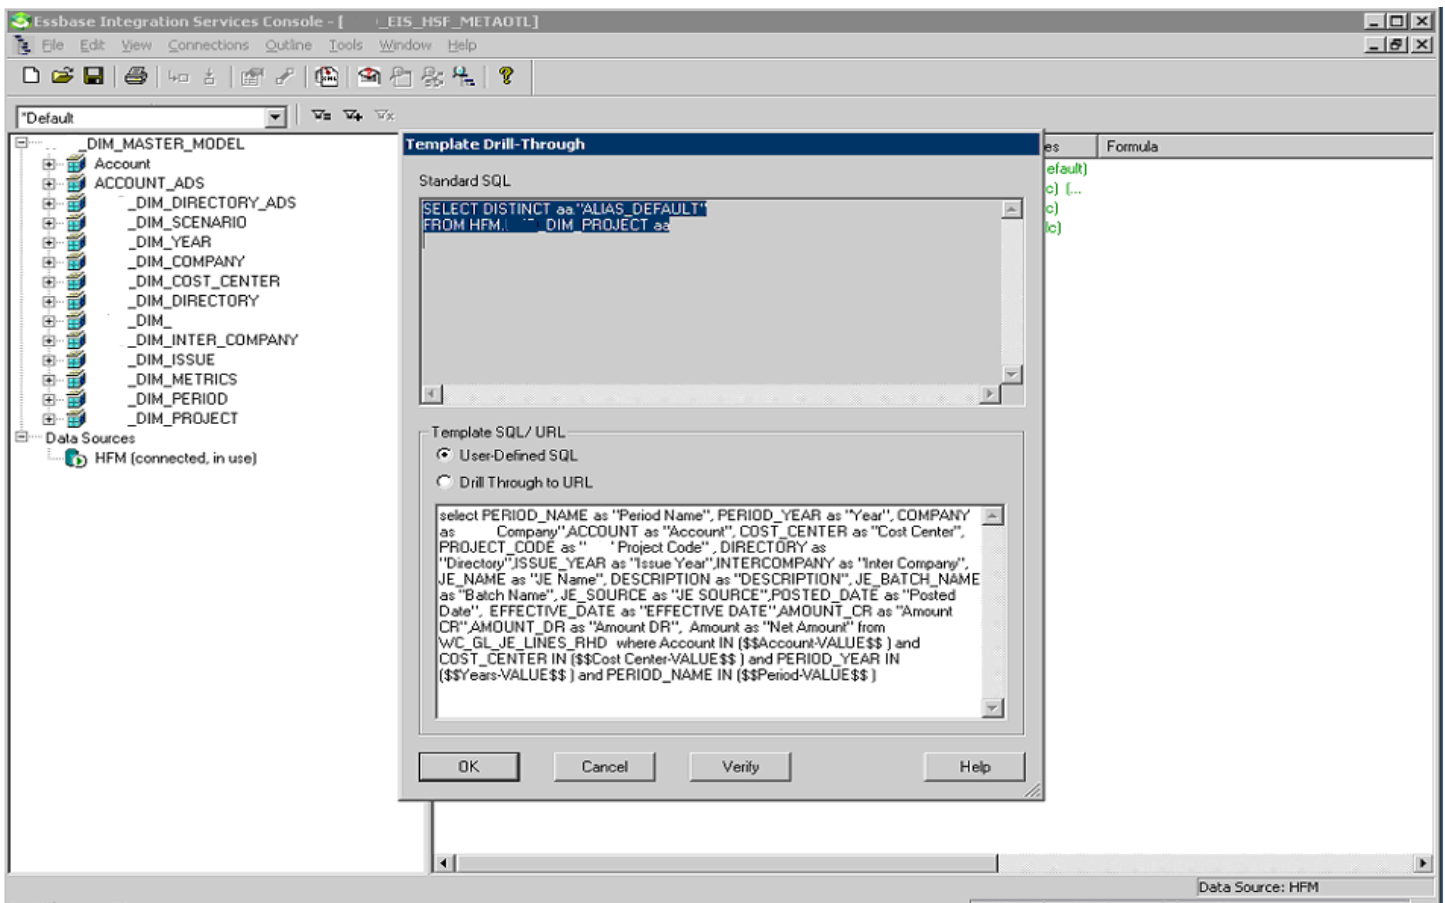 Essbase Integration Services Console - [ _EIS_HSF_METAOTL]
File Edit View Connections Outline Tools Window Help
"Default
_DIM_MASTER_MODEL
Account
ACCOUNT_ADS
_DIM_DIRECTORY_ADS
_DIM_SCENARIO
_DIM_YEAR
_DIM_COMPANY
_DIM_COST_CENTER
_DIM_DIRECTORY
_DIM_
_DIM_INTER_COMPANY
_DIM_ISSUE
_DIM_METRICS
_DIM_PERIOD
_DIM_PROJECT
Data Sources
HFM (connected, in use)
es Formula
efault)
c) (...
c)
lc)
Template Drill-Through
Standard SQL
SELECT DISTINCT aa."ALIAS_DEFAULT"
FROM HFM. _DIM_PROJECT aa
Template SQL/ URL
User-Defined SQL
Drill Through to URL
select PERIOD_NAME as "Period Name", PERIOD_YEAR as "Year", COMPANY
as Company",ACCOUNT as "Account", COST_CENTER as "Cost Center",
PROJECT_CODE as " ' Project Code" , DIRECTORY as
"Directory",ISSUE_YEAR as "Issue Year",INTERCOMPANY as "Inter Company",
JE_NAME as "JE Name", DESCRIPTION as "DESCRIPTION", JE_BATCH_NAME
as "Batch Name", JE_SOURCE as "JE SOURCE",POSTED_DATE as "Posted
Date", EFFECTIVE_DATE as "EFFECTIVE DATE",AMOUNT_CR as "Amount
CR",AMOUNT_DR as "Amount DR", Amount as "Net Amount" from
WC_GL_JE_LINES_RHD where Account IN ($$Account-VALUE$$ ) and
COST_CENTER IN ($$Cost Center-VALUE$$ ) and PERIOD_YEAR IN
($$Years-VALUE$$ ) and PERIOD_NAME IN ($$Period-VALUE$$ )
OK Cancel Verify Help
Data Source: HFM